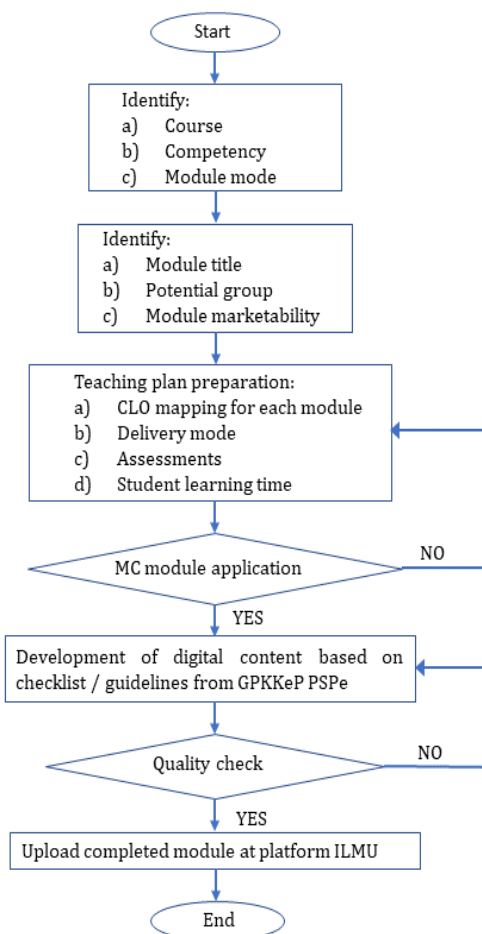 Start
Identify:
a) Course
b) Competency
c) Module mode
Identify:
a) Module title
b) Potential group
c) Module marketability
Teaching plan preparation:
a) CLO mapping for each module
b) Delivery mode
c) Assessments
d) Student learning time
MC module application
NO
YES
Development of digital content based on
checklist / guidelines from GPKKeP PSPe
Quality check
NO
YES
Upload completed module at platform ILMU
End